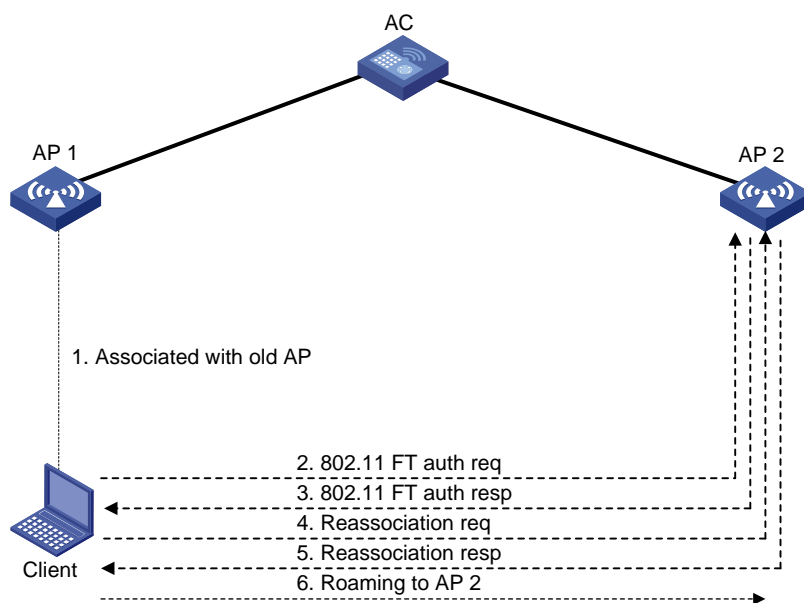 AC
AP 1
AP 2
1. Associated with old AP
2. 802.11 FT auth req
3. 802.11 FT auth resp
4. Reassociation req
5. Reassociation resp
Client
6. Roaming to AP 2